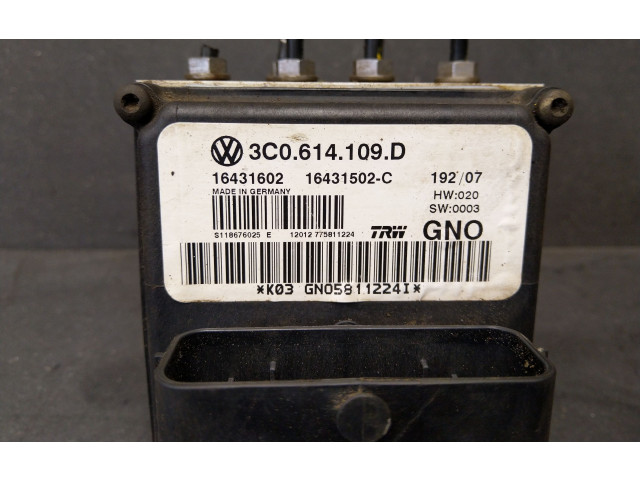 3C0.614.109.D
16431602 16431502-C 192/07
MADE IN GERMANY HW:020
SW:0003
S118676025 E 12012 775811224 TRW GNO
*K03 GNO5811224I*